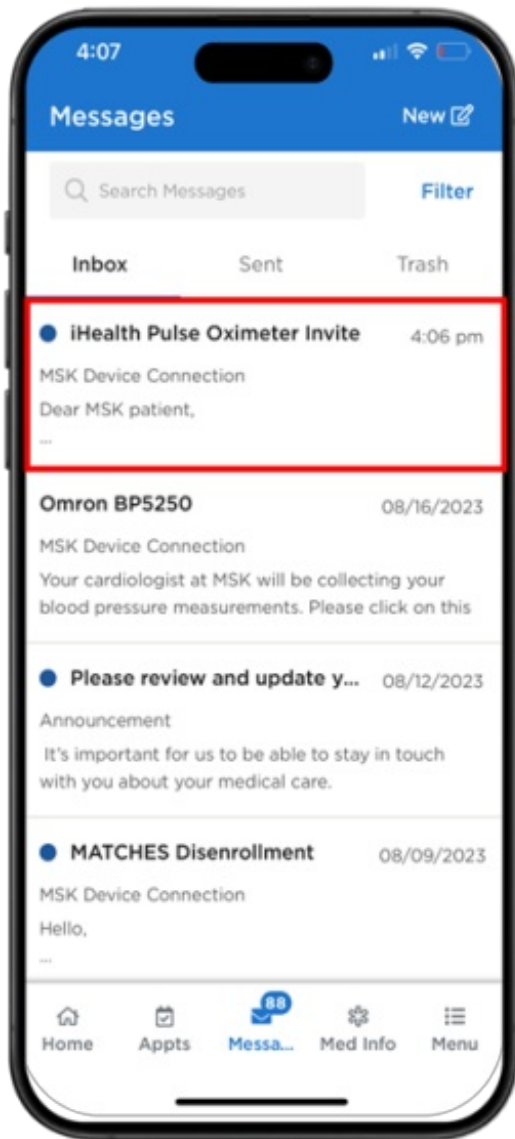 4:07
Messages
New
Search Messages
Filter
Inbox
Sent
Trash
iHealth Pulse Oximeter Invite
4:06 pm
MSK Device Connection
Dear MSK patient,
...
Omron BP5250
08/16/2023
MSK Device Connection
Your cardiologist at MSK will be collecting your
blood pressure measurements. Please click on this
Please review and update y...
08/12/2023
Announcement
It's important for us to be able to stay in touch
with you about your medical care.
MATCHES Disenrollment
08/09/2023
MSK Device Connection
Hello,
...
88
Home
Appts
Messa...
Med Info
Menu